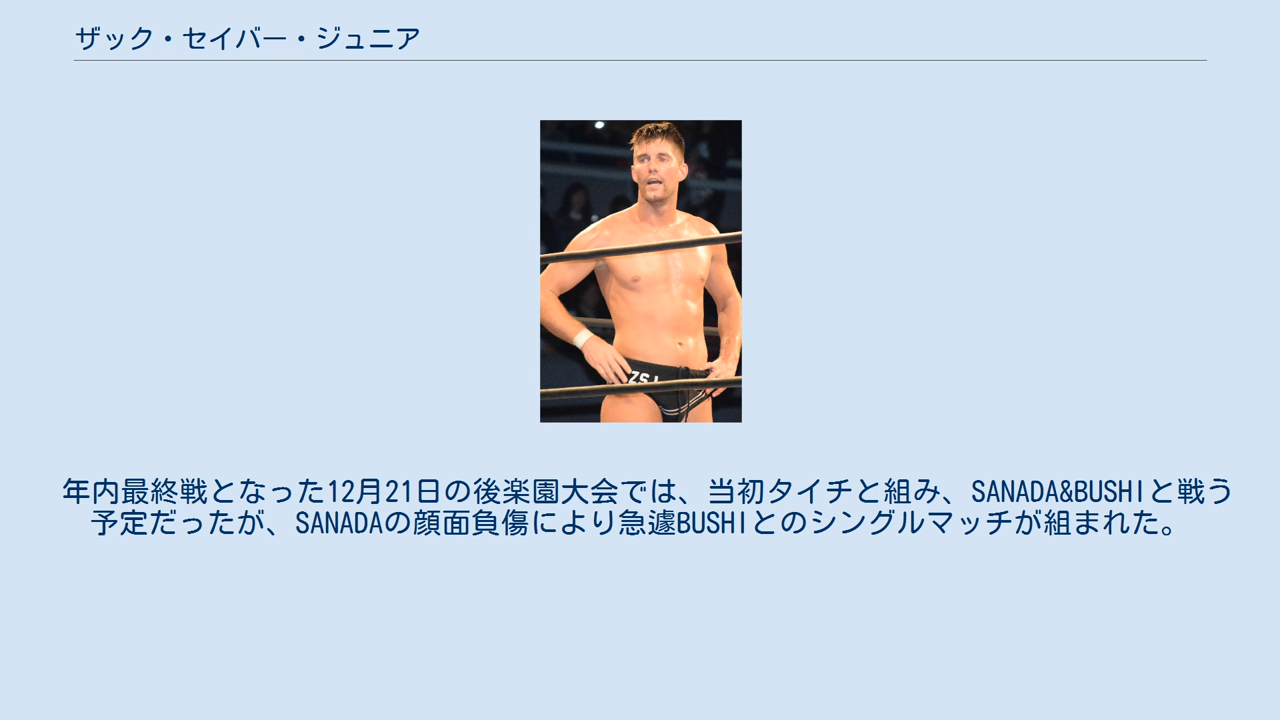 ザック・セイバー・ジュニア
ZSJ
年内最終戦となった12月21日の後楽園大会では、当初タイチと組み、SANADA&BUSHIと戦う
予定だったが、SANADAの顔面負傷により急遽BUSHIとのシングルマッチが組まれた。